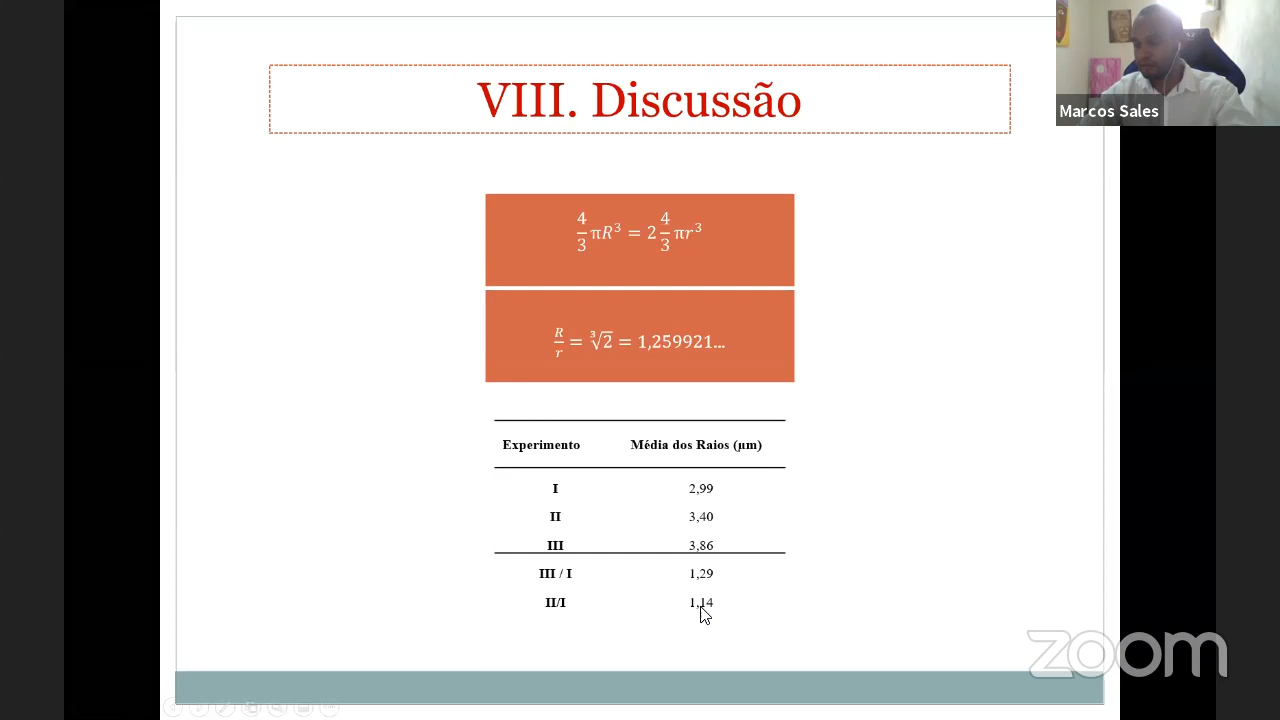 VIII. Discussão
Marcos Sales
4/3 πR³ = 2 4/3 πr³
R/r = ∛2 = 1,259921...
Experimento Média dos Raios (µm)
I 2,99
II 3,40
III 3,86
III / I 1,29
II/I 1,14
zoom